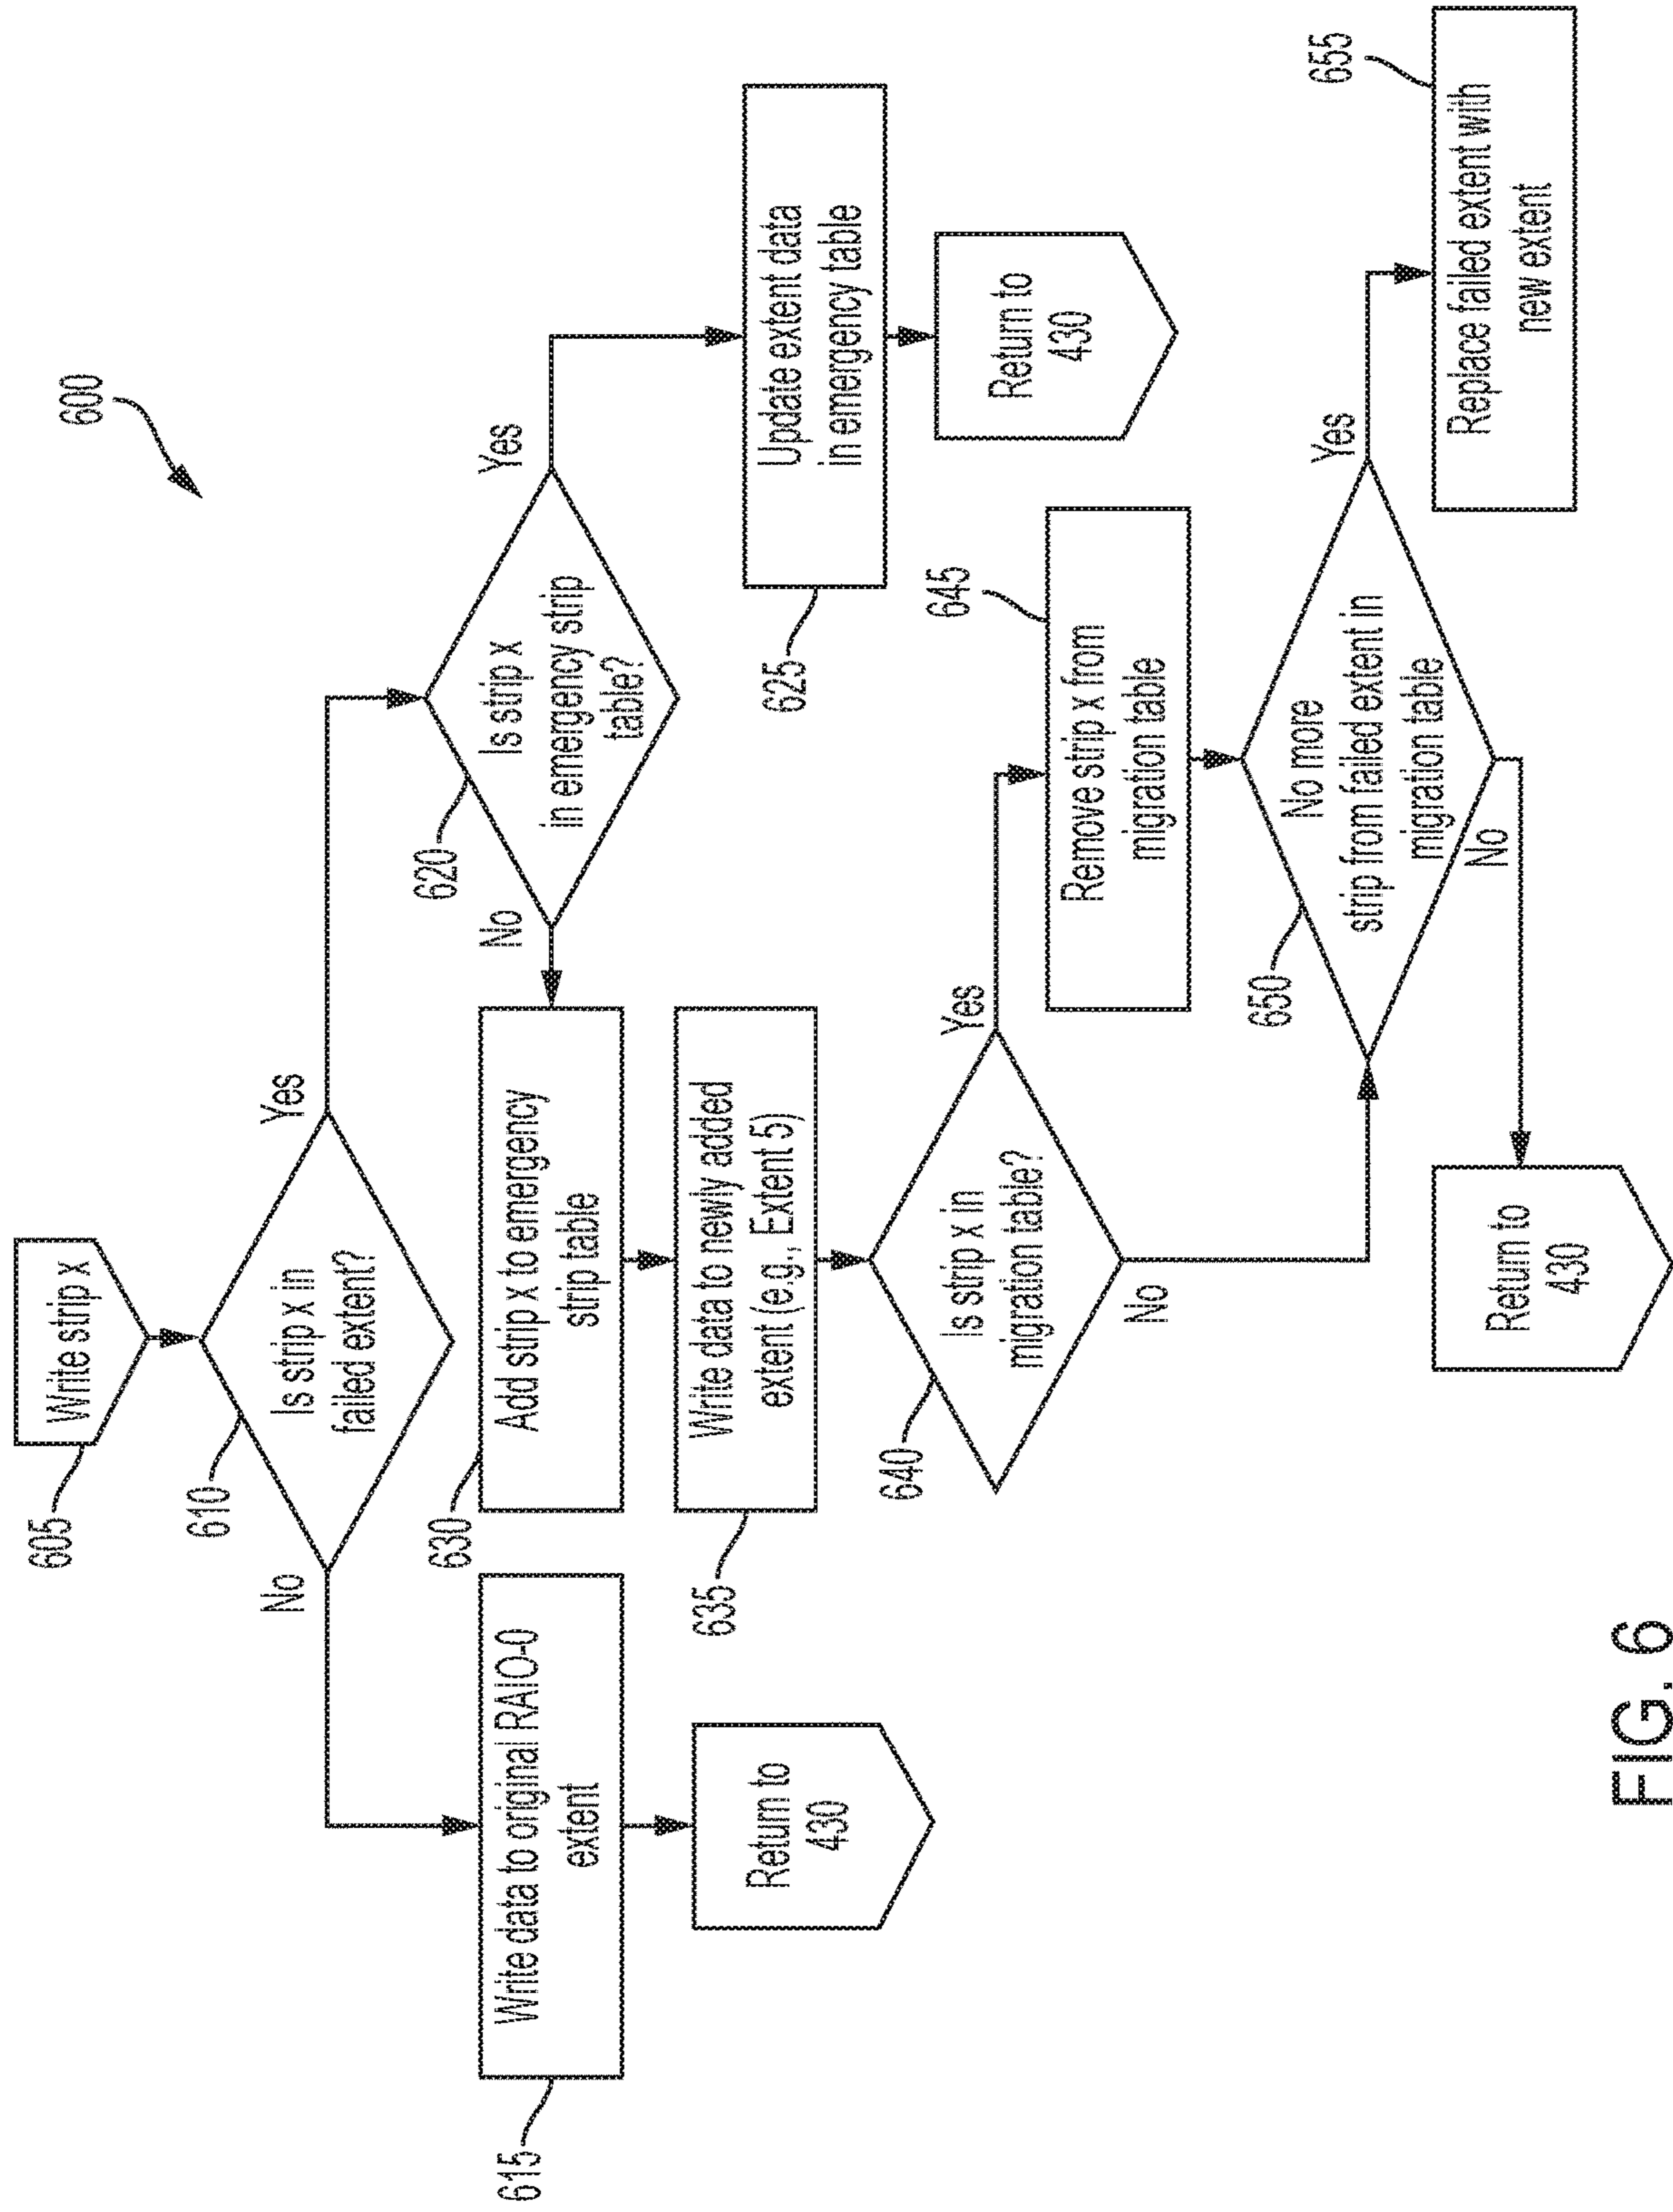 600
605
Write strip x
610
Is strip x in
failed extent?
No
Yes
615
Write data to original RAIO-0
extent
Return to
430
620
Is strip x
in emergency strip
table?
No
Yes
625
Update extent data
in emergency table
Return to
430
630
Add strip x to emergency
strip table
635
Write data to newly added
extent (e.g., Extent 5)
640
Is strip x in
migration table?
Yes
No
645
Remove strip x from
migration table
650
No more
strip from failed extent in
migration table
No
Yes
Return to
430
655
Replace failed extent with
new extent
FIG. 6